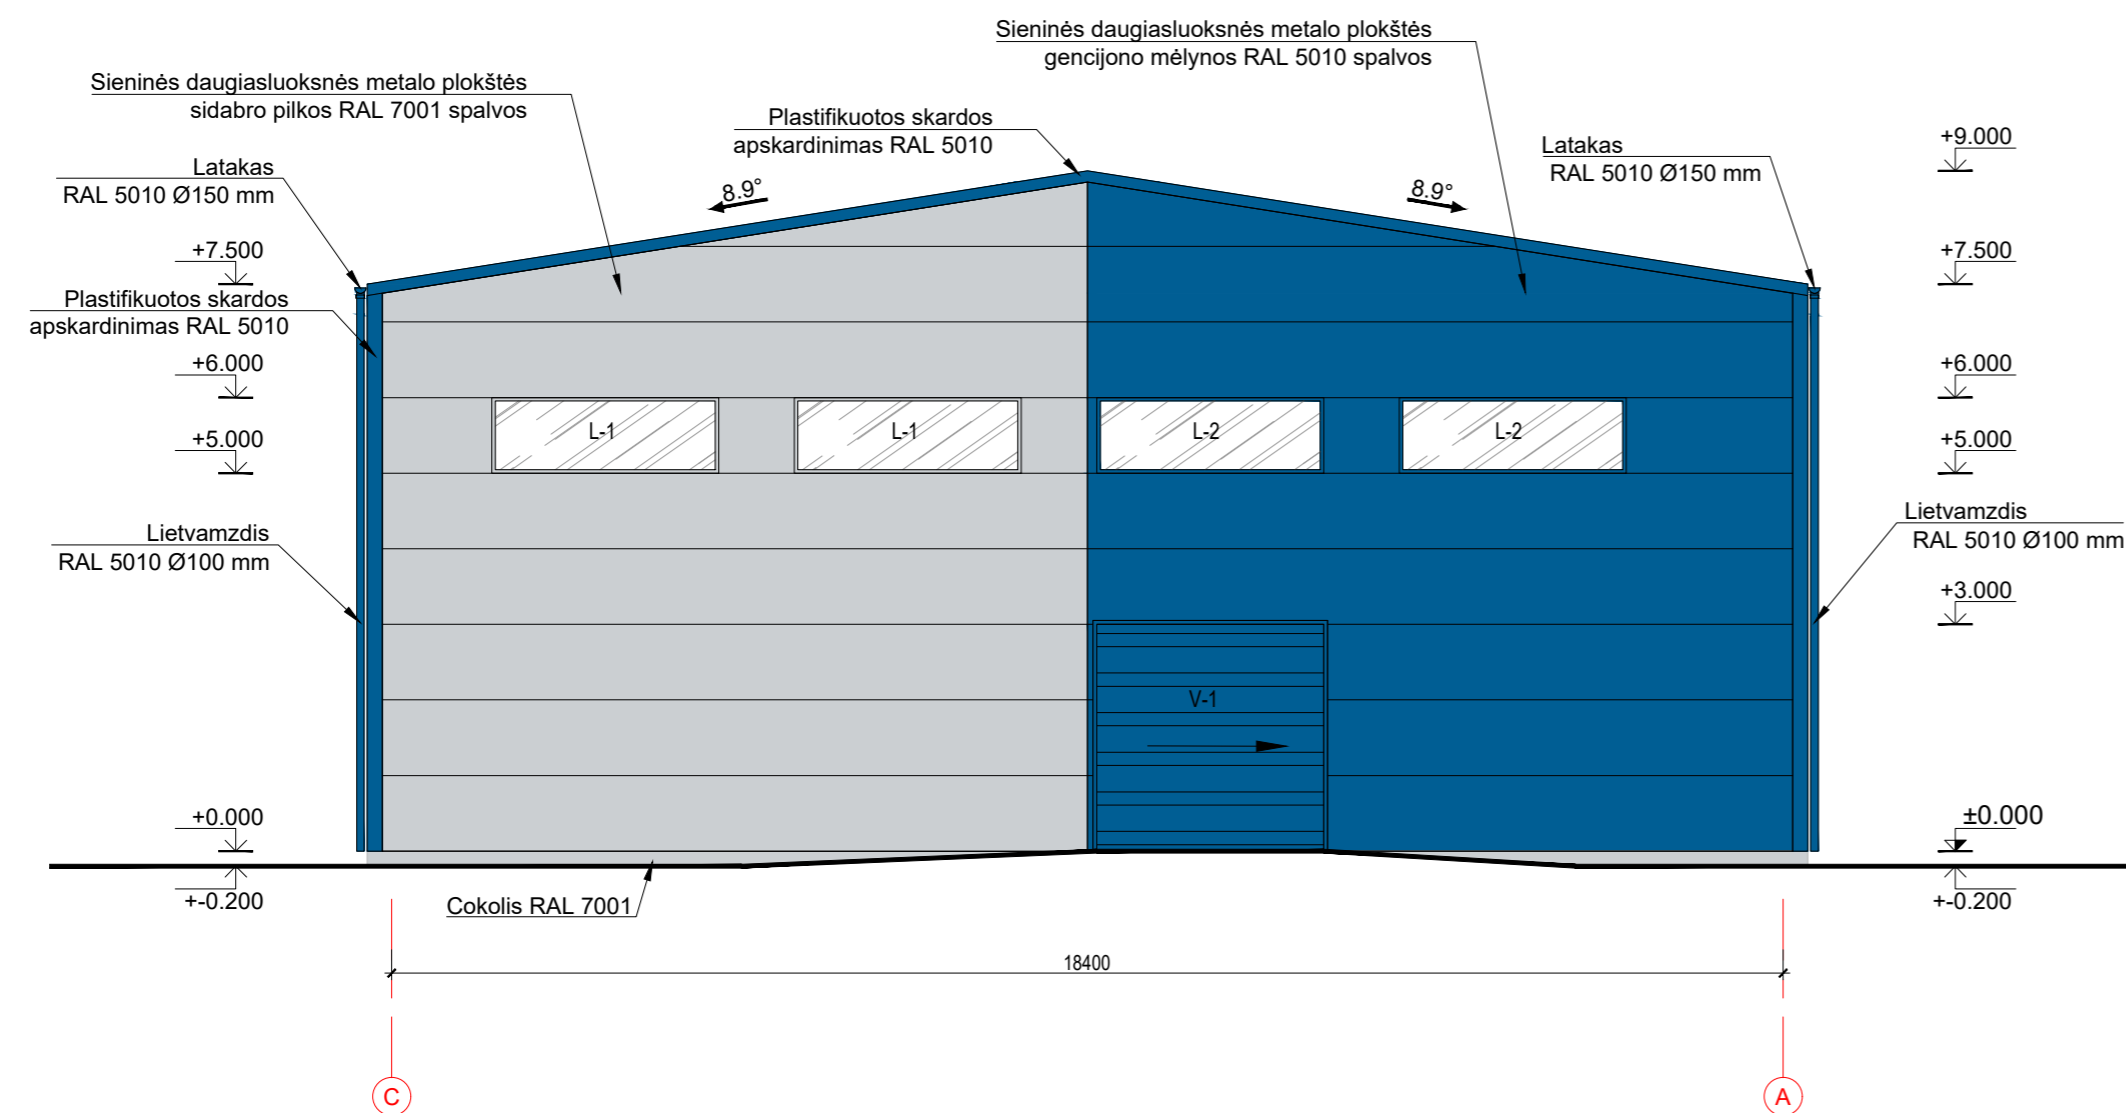 Sieninės daugiasluoksnės metalo plokštės
gencijono mėlynos RAL 5010 spalvos
Sieninės daugiasluoksnės metalo plokštės
sidabro pilkos RAL 7001 spalvos
Plastifikuotos skardos
apskardinimas RAL 5010
Latakas
RAL 5010 Ø150 mm
Latakas
RAL 5010 Ø150 mm
+9.000
8.9°
8.9°
+7.500
+7.500
Plastifikuotos skardos
apskardinimas RAL 5010
+6.000
+6.000
+5.000
+5.000
L-1
L-1
L-2
L-2
Lietvamzdis
RAL 5010 Ø100 mm
Lietvamzdis
RAL 5010 Ø100 mm
+3.000
V-1
+0.000
±0.000
+-0.200
+-0.200
Cokolis RAL 7001
18400
C
A